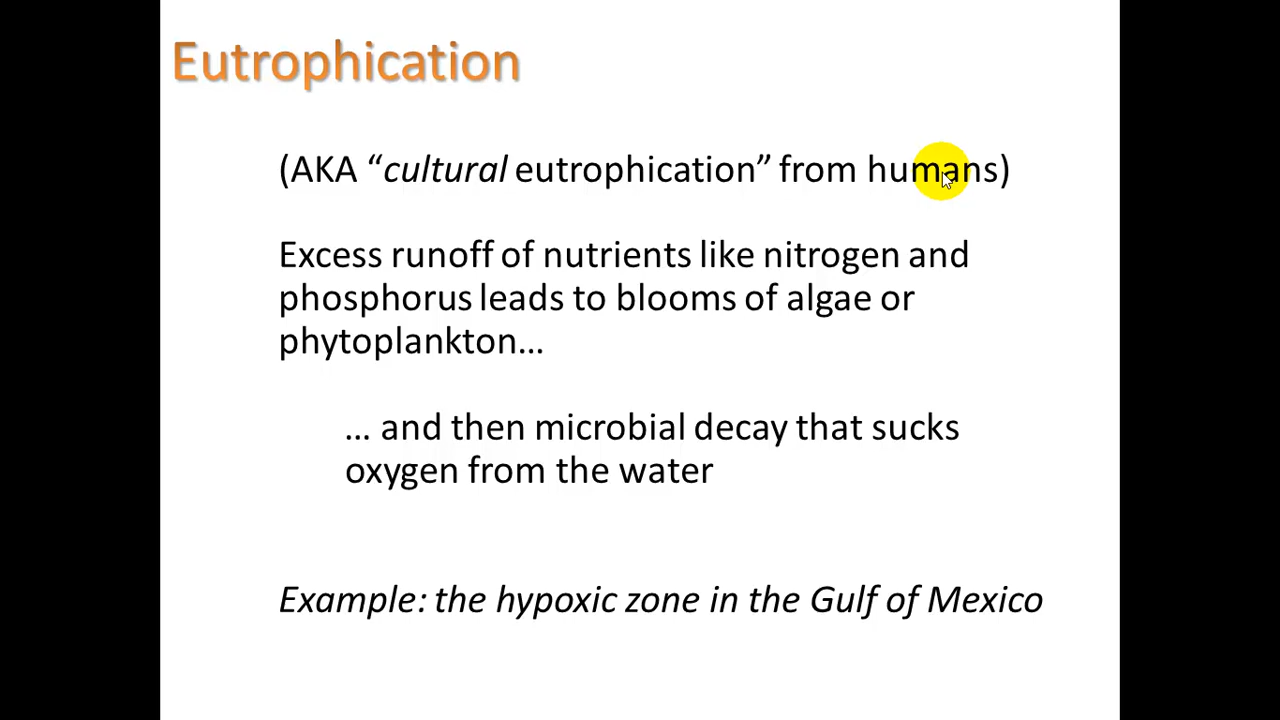 Eutrophication
(AKA “cultural eutrophication” from humans)
Excess runoff of nutrients like nitrogen and
phosphorus leads to blooms of algae or
phytoplankton…
… and then microbial decay that sucks
oxygen from the water
Example: the hypoxic zone in the Gulf of Mexico